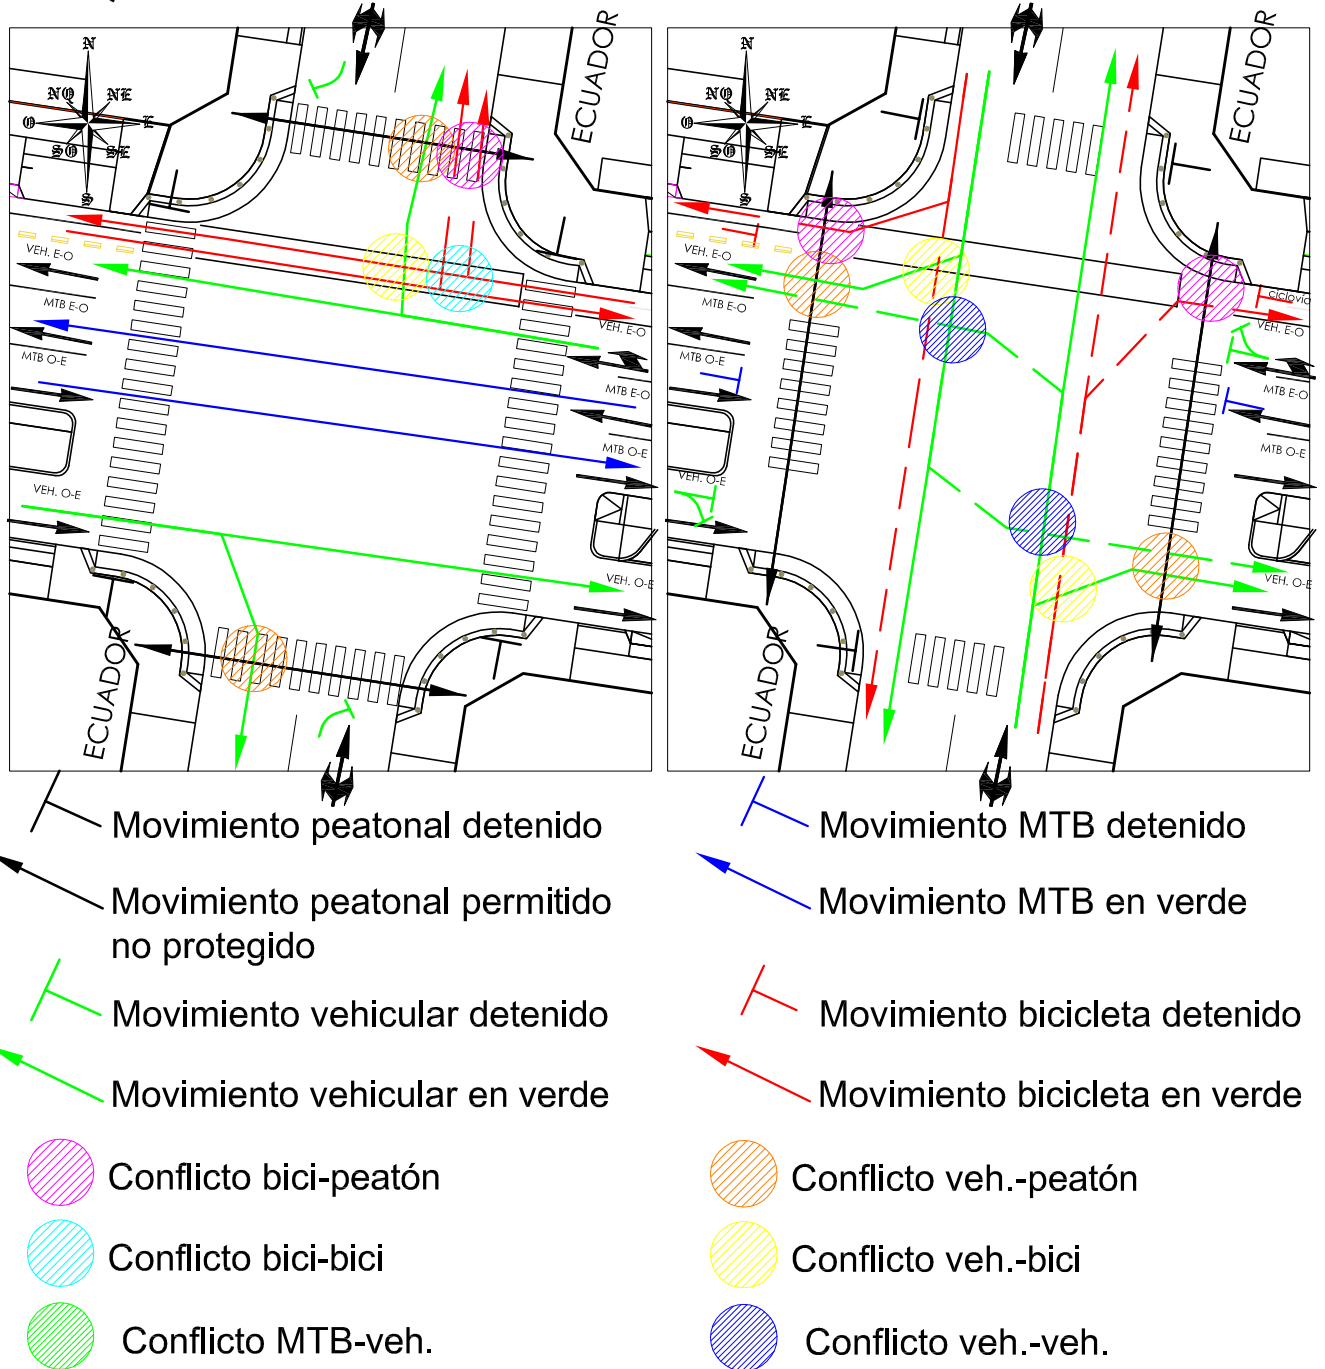 ECUADOR
N
NQ
NE
O
E
SO
SE
S
VEH. E-O
MTB E-O
MTB O-E
VEH. O-E
VEH. E-O
MTB E-O
MTB O-E
VEH. O-E
ECUADOR
ECUADOR
N
NQ
NE
O
E
SO
SE
S
VEH. E-O
MTB E-O
MTB O-E
VEH. O-E
ciclovia
VEH. E-O
MTB E-O
MTB O-E
VEH. O-E
ECUADOR
Movimiento peatonal detenido
Movimiento peatonal permitido
no protegido
Movimiento vehicular detenido
Movimiento vehicular en verde
Conflicto bici-peatón
Conflicto bici-bici
Conflicto MTB-veh.
Movimiento MTB detenido
Movimiento MTB en verde
Movimiento bicicleta detenido
Movimiento bicicleta en verde
Conflicto veh.-peatón
Conflicto veh.-bici
Conflicto veh.-veh.